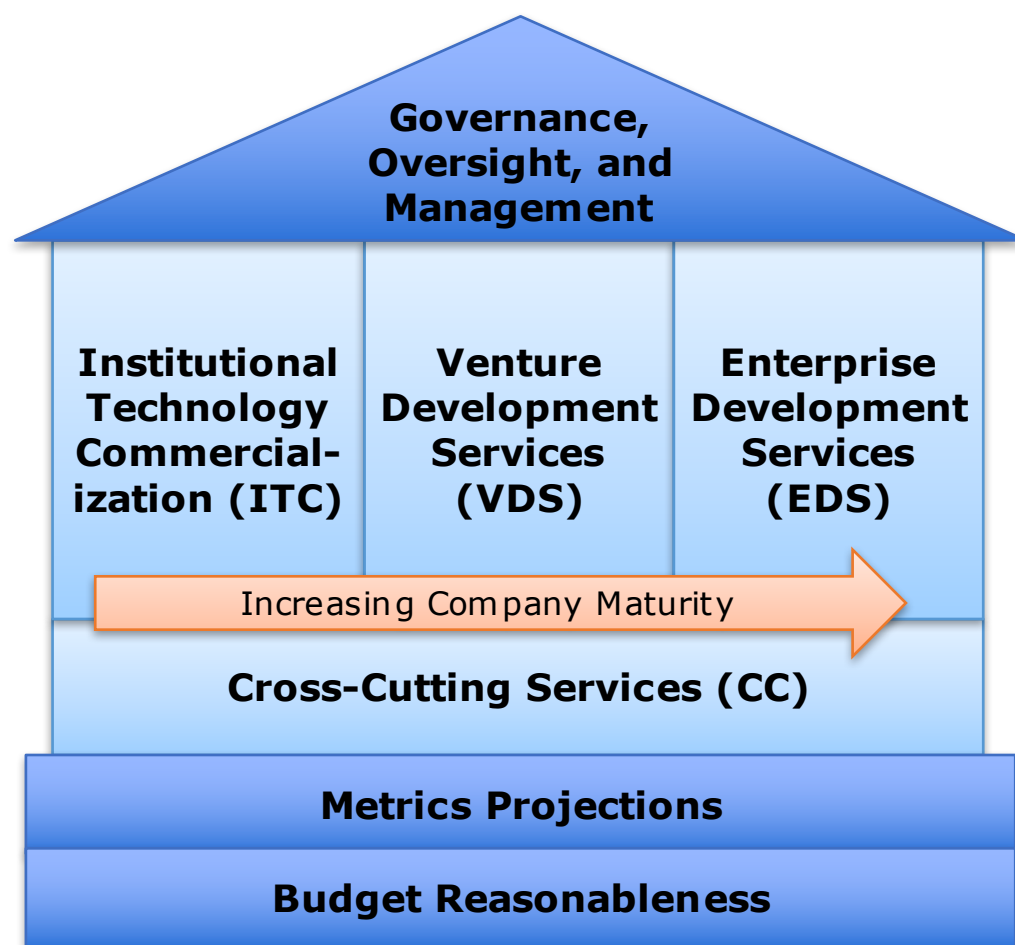 Governance,
Oversight, and
Management
Institutional
Technology
Commercial-
ization (ITC)
Venture
Development
Services
(VDS)
Enterprise
Development
Services
(EDS)
Increasing Company Maturity
Cross-Cutting Services (CC)
Metrics Projections
Budget Reasonableness